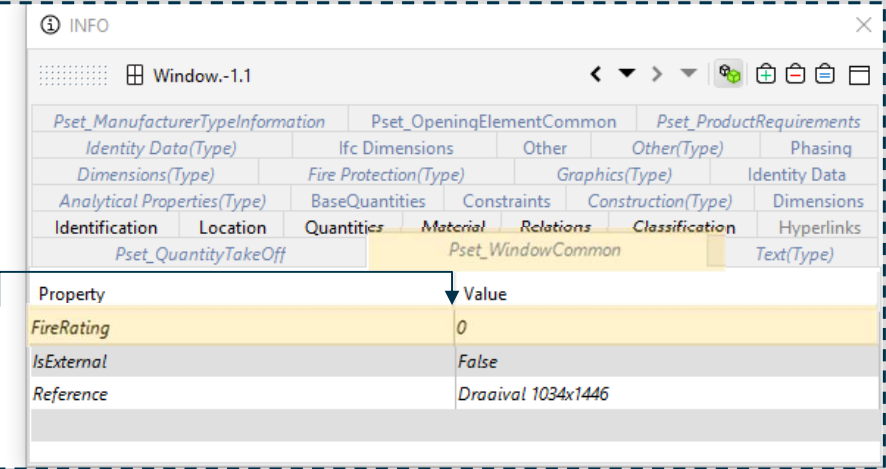 INFO
Window.-1.1
Pset_ManufacturerTypeInformation Pset_OpeningElementCommon Pset_ProductRequirements
Identity Data(Type) Ifc Dimensions Other Other(Type) Phasing
Dimensions(Type) Fire Protection(Type) Graphics(Type) Identity Data
Analytical Properties(Type) BaseQuantities Constraints Construction(Type) Dimensions
Identification Location Quantities Material Relations Classification Hyperlinks
Pset_QuantityTakeOff Pset_WindowCommon Text(Type)
Property Value
FireRating 0
IsExternal False
Reference Draaival 1034x1446